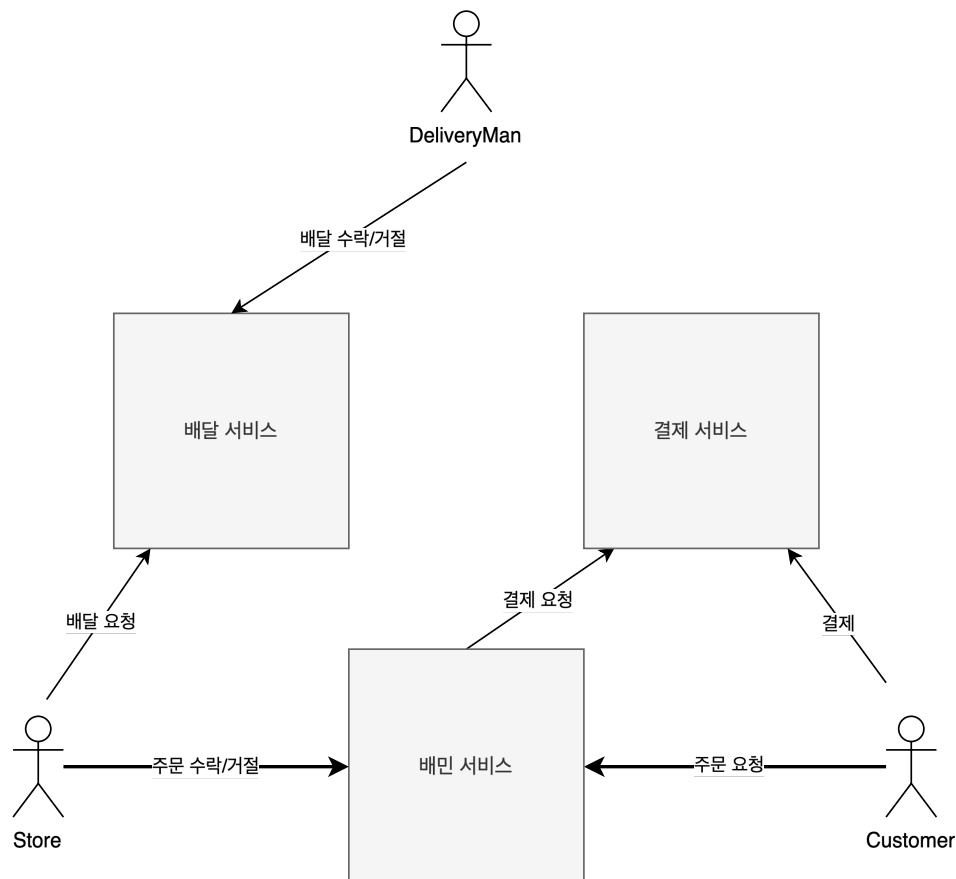 DeliveryMan
배달 수락/거절
배달 서비스
결제 서비스
결제 요청
배달 요청
결제
주문 수락/거절
배민 서비스
주문 요청
Store
Customer